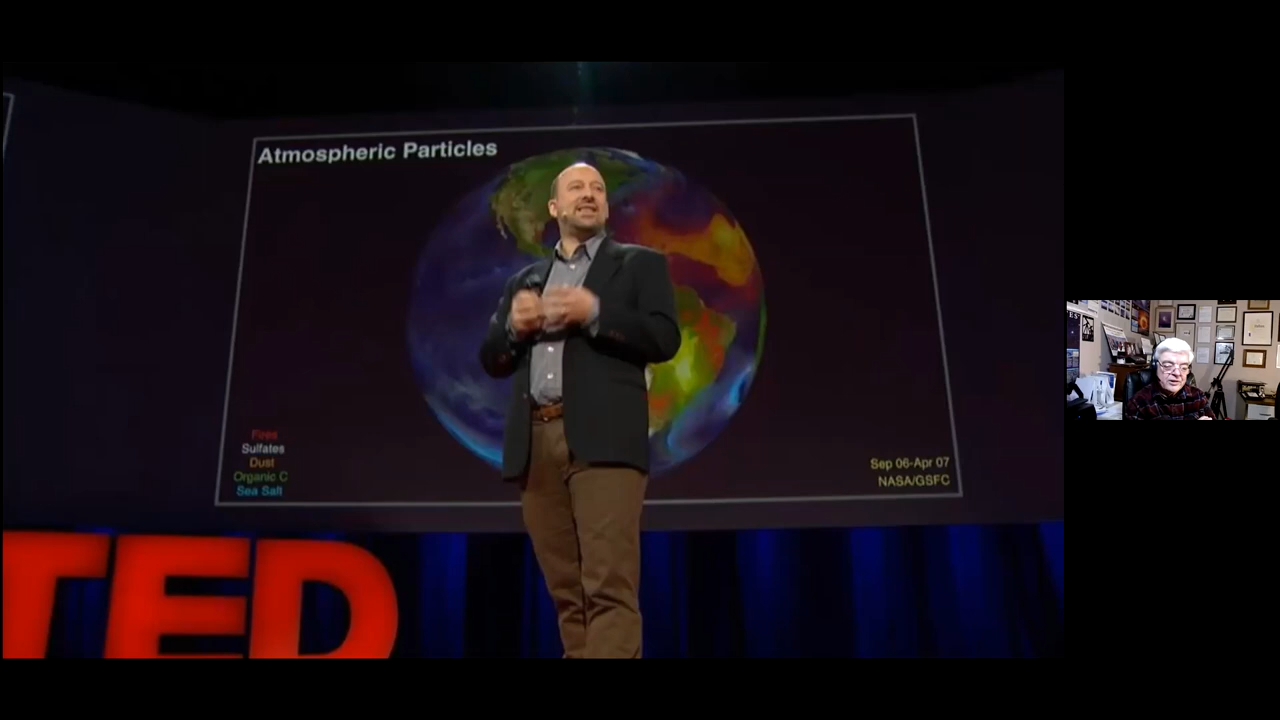 Atmospheric Particles
Fires
Sulfates
Dust
Organic C
Sea Salt
Sep 06-Apr 07
NASA/GSFC
TED